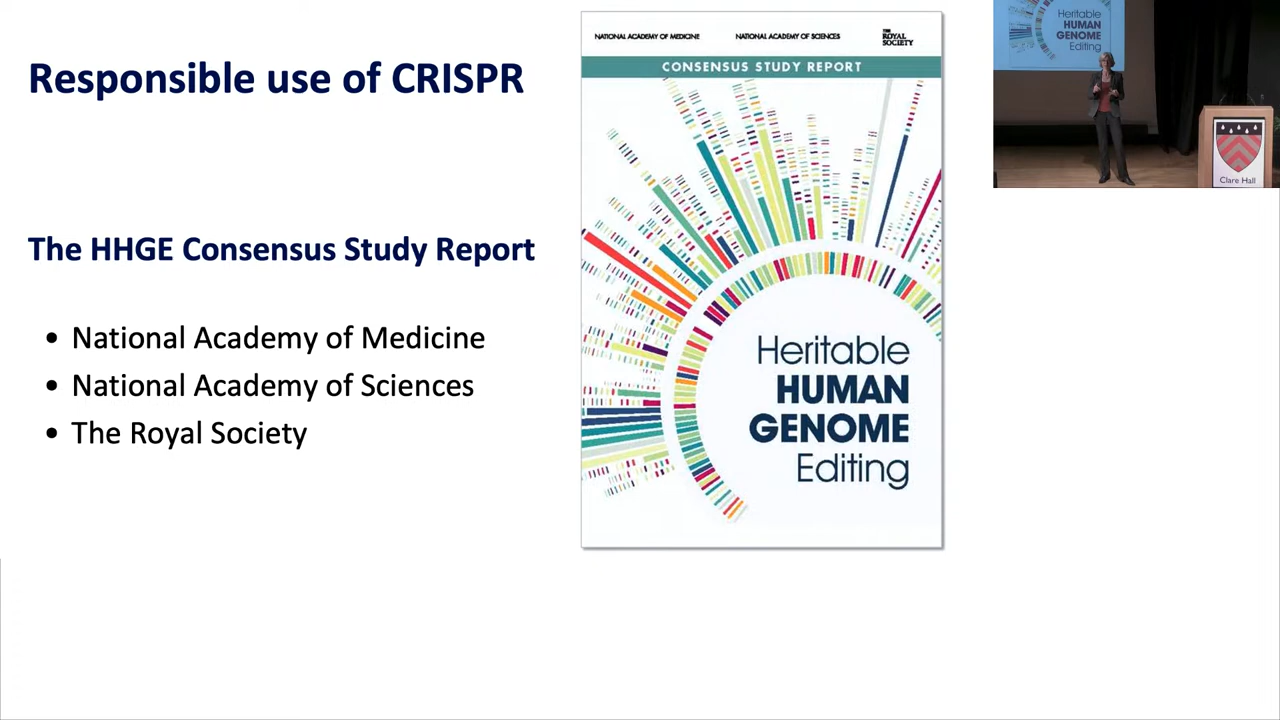 Responsible use of CRISPR
The HHGE Consensus Study Report
• National Academy of Medicine
• National Academy of Sciences
• The Royal Society
NATIONAL ACADEMY OF MEDICINE
NATIONAL ACADEMY OF SCIENCES
THE
ROYAL
SOCIETY
CONSENSUS STUDY REPORT
Heritable
HUMAN
GENOME
Editing
Heritable
HUMAN
GENOME
Editing
Clare Hall